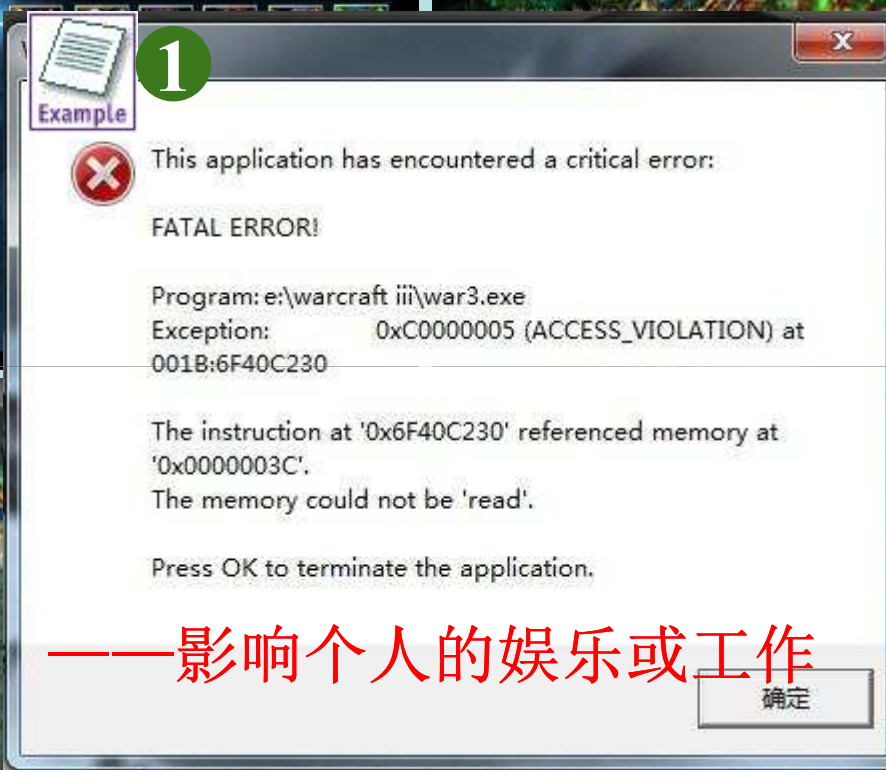 1
Example
This application has encountered a critical error:
FATAL ERROR!
Program: e:\warcraft iii\war3.exe
Exception: 0xC0000005 (ACCESS_VIOLATION) at
001B:6F40C230
The instruction at '0x6F40C230' referenced memory at
'0x0000003C'.
The memory could not be 'read'.
Press OK to terminate the application.
——影响个人的娱乐或工作
确定